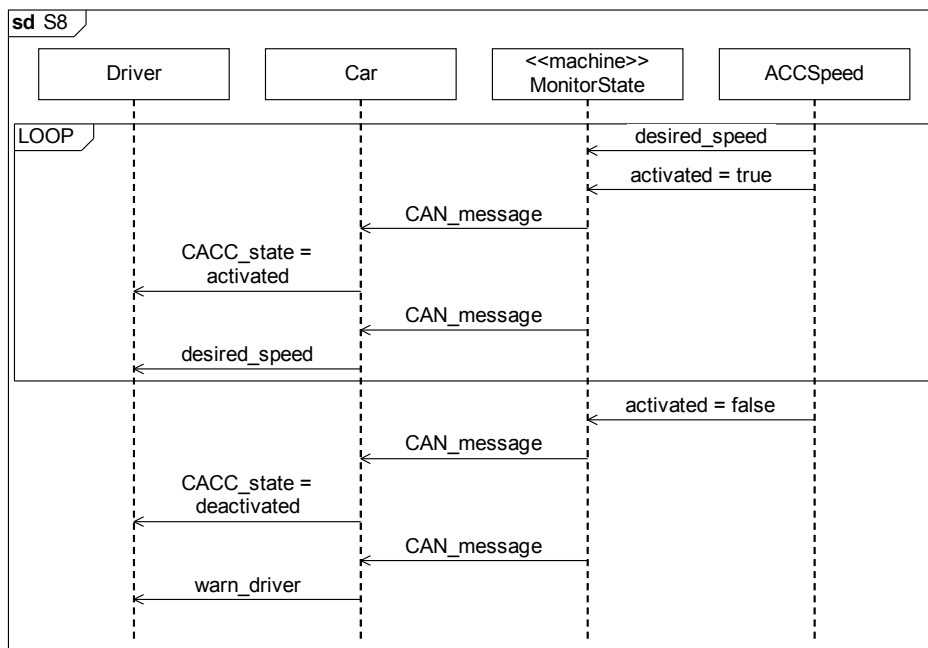 sd S8
Driver
Car
<<machine>>
MonitorState
ACCSpeed
LOOP
desired_speed
activated = true
CAN_message
CACC_state =
activated
CAN_message
desired_speed
activated = false
CAN_message
CACC_state =
deactivated
CAN_message
warn_driver